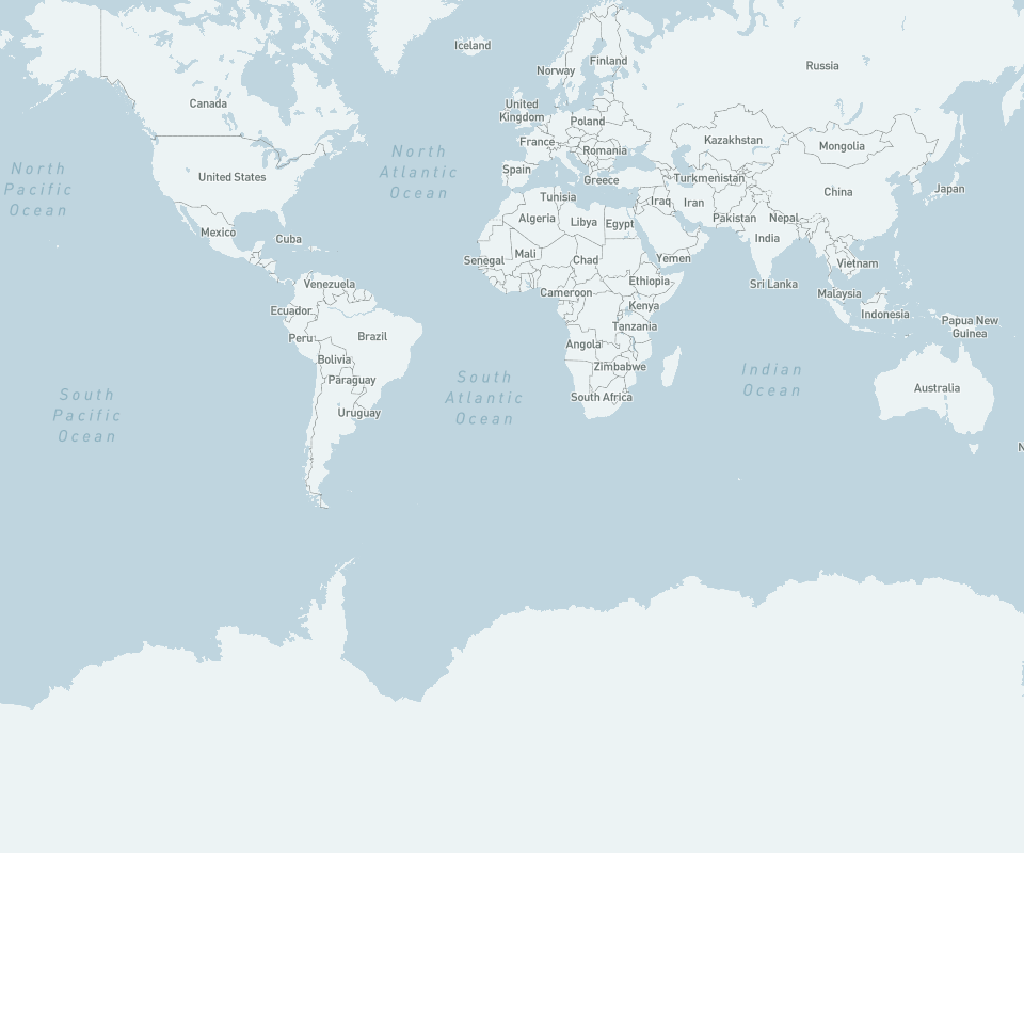 Iceland
Russia
Finland
Norway
Canada
United
Kingdom
Poland
France
Kazakhstan
Mongolia
North
Atlantic
Ocean
Romania
North
Pacific
Ocean
Spain
United States
Greece
Turkmenistan
China
Japan
Tunisia
Iraq
Iran
Algeria
Libya
Egypt
Pakistan
Nepal
Mexico
Cuba
India
Mali
Senegal
Chad
Yemen
Vietnam
Venezuela
Ethiopia
Sri Lanka
Cameroon
Malaysia
Ecuador
Kenya
Indonesia
Papua New
Guinea
Tanzania
Peru
Brazil
Angola
Bolivia
Zimbabwe
Indian
Ocean
Paraguay
South
Atlantic
Ocean
Australia
South
Pacific
Ocean
South Africa
Uruguay
N